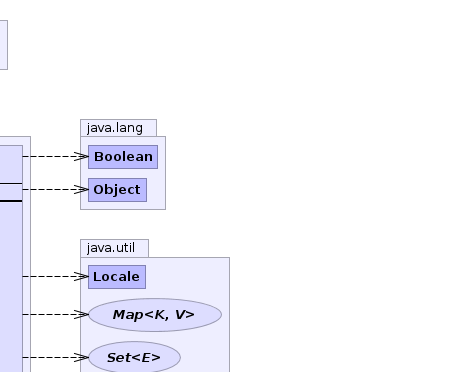 java.lang
Boolean
Object
java.util
Locale
Map<K, V>
Set<E>